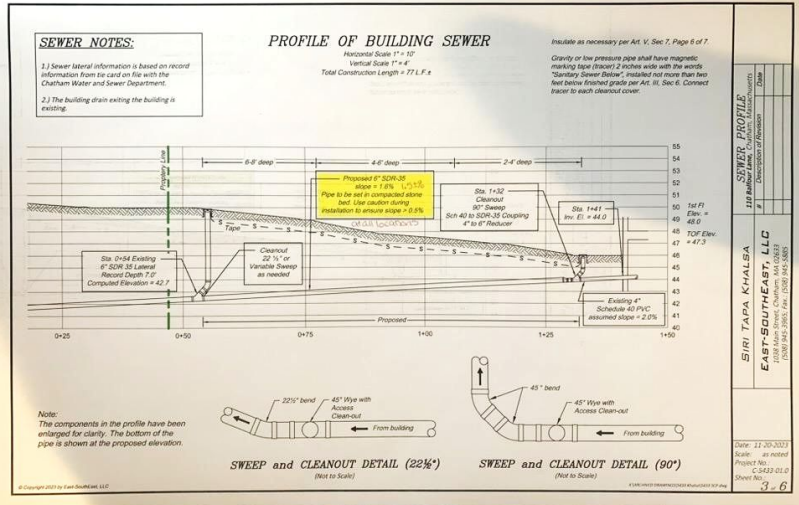 SEWER NOTES:
1.) Sewer lateral information is based on record
information from tie card on file with the
Chatham Water and Sewer Department.
2.) The building drain exiting the building is
existing.
PROFILE OF BUILDING SEWER
Horizontal Scale 1" = 10'
Vertical Scale 1" = 4'
Total Construction Length = 77 L.F.±
Insulate as necessary per Art. V, Sec 7, Page 6 of 7.
Gravity or low pressure pipe shall have magnetic
marking tape (tracer) 2 inches wide with the words
"Sanitary Sewer Below", installed not more than two
feet below finished grade per Art. III, Sec 6. Connect
tracer to each cleanout cover.
Property Line
6-8' deep
4-6' deep
2-4' deep
Proposed 6" SDR-35
slope = 1.6%
Pipe to be set in compacted stone
bed. Use caution during
installation to ensure slope = 0.5%
at all locations
Sta. 1+32
Cleanout
90° Sweep
Sch 40 to SDR-35 Coupling
4" to 6" Reducer
Sta. 1+41
Inv. El. = 44.0
1st Fl
Elev. =
48.0
TOF Elev.
= 47.3
Tape
S S S S S S S S
Sta. 0+54 Existing
6" SDR 35 Lateral
Record Depth 7.0'
Computed Elevation = 42.7
Cleanout
22 ½° or
Variable Sweep
as needed
Existing 4"
Schedule 40 PVC
assumed slope = 2.0%
Proposed
55
54
53
52
51
50
49
48
47
46
45
44
43
42
41
40
0+25
0+50
0+75
1+00
1+25
1+50
Note:
The components in the profile have been
enlarged for clarity. The bottom of the
pipe is shown at the proposed elevation.
22½° bend
45° Wye with
Access
Clean-out
From building
SWEEP and CLEANOUT DETAIL (22½°)
(Not to Scale)
45° bend
45° Wye with
Access Clean-out
From building
SWEEP and CLEANOUT DETAIL (90°)
(Not to Scale)
SEWER PROFILE
110 Balfour Lane, Chatham, Massachusetts
# Description of Revision Date
SIRI TAPA KHALSA
EAST-SOUTHEAST, LLC
1038 Main Street, Chatham, MA 02633
Date: 11-20-2023
Scale: as noted
Project No.:
C-5433-01.0
Sheet No.:
3 of 6
© Copyright 2023 by East-SouthEast, LLC